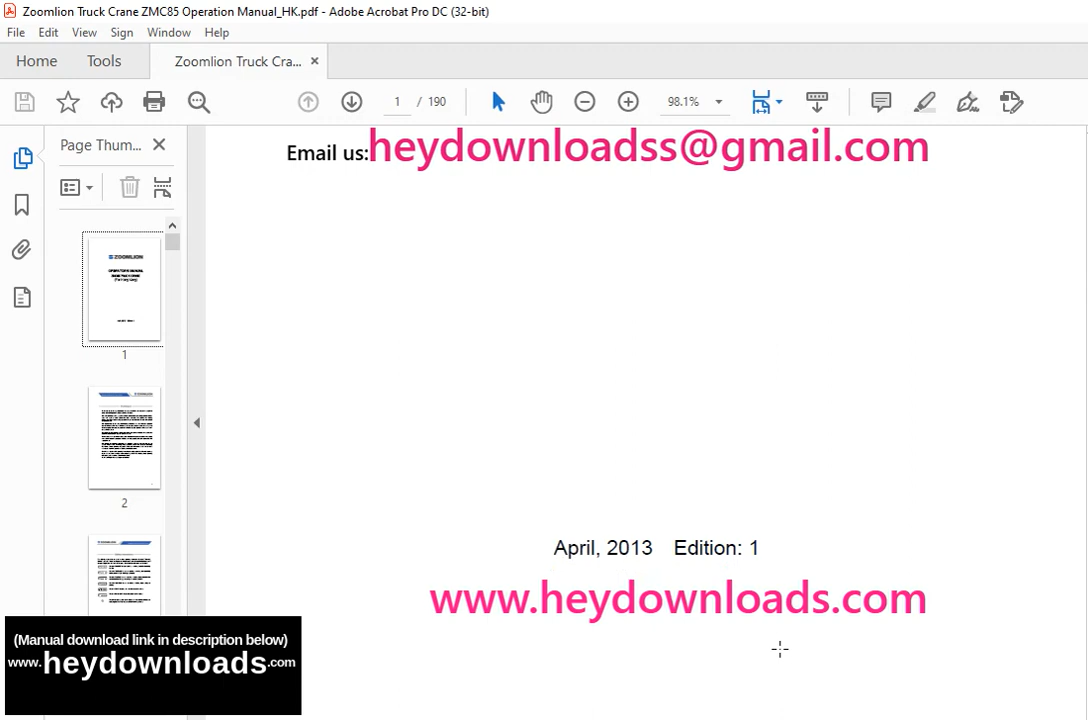 Zoomlion Truck Crane ZMC85 Operation Manual_HK.pdf - Adobe Acrobat Pro DC (32-bit)
File Edit View Sign Window Help
Home Tools Zoomlion Truck Cra... ×
1 / 190 98.1%
Page Thum...
Email us:heydownloadss@gmail.com
ZOOMLION
1
2
April, 2013 Edition: 1
www.heydownloads.com
(Manual download link in description below)
www.heydownloads.com